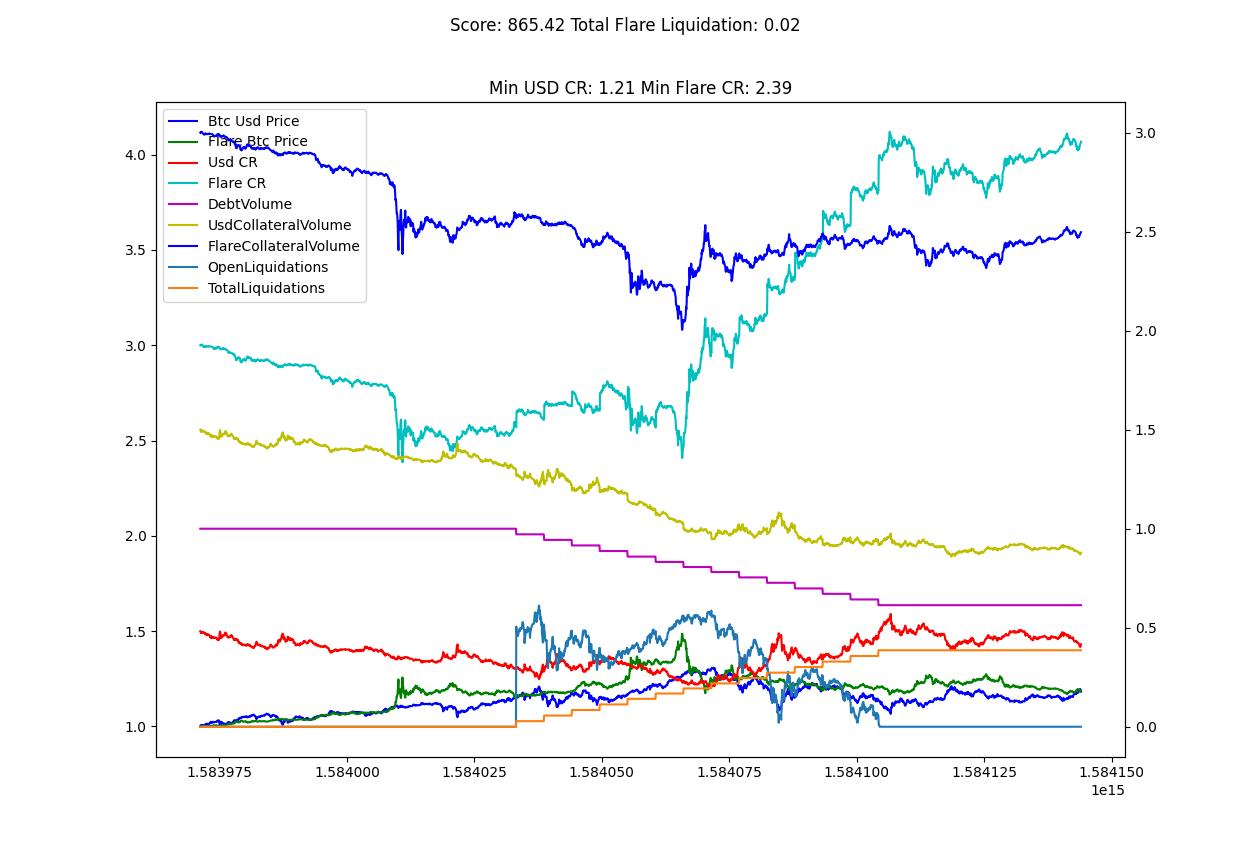 Score: 865.42 Total Flare Liquidation: 0.02
Min USD CR: 1.21 Min Flare CR: 2.39
Btc Usd Price
Flare Btc Price
Usd CR
Flare CR
DebtVolume
UsdCollateralVolume
FlareCollateralVolume
OpenLiquidations
TotalLiquidations
4.0
3.5
3.0
2.5
2.0
1.5
1.0
3.0
2.5
2.0
1.5
1.0
0.5
0.0
1.583975 1.584000 1.584025 1.584050 1.584075 1.584100 1.584125 1.584150
1e15